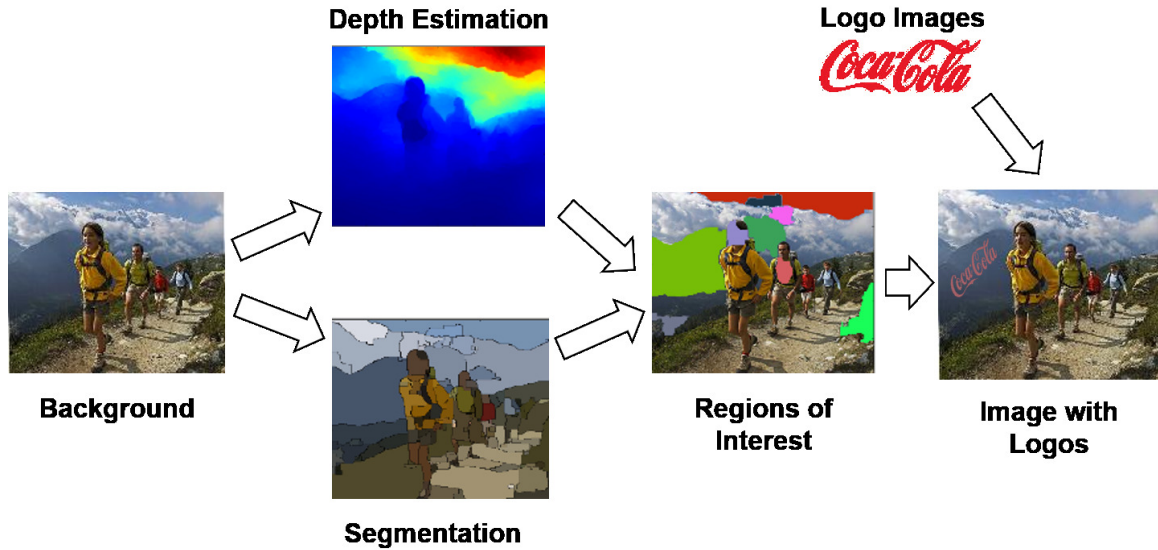 Depth Estimation
Logo Images
Coca-Cola
Background
Segmentation
Regions of
Interest
Coca-Cola
Image with
Logos